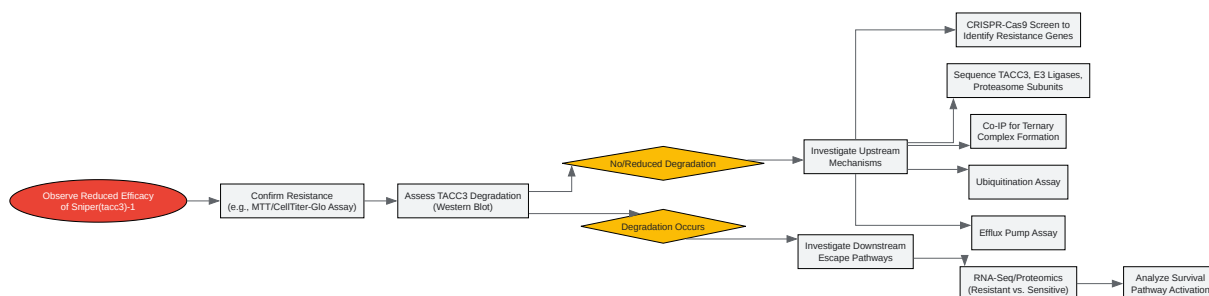 Observe Reduced Efficacy
of Sniper(tacc3)-1
Confirm Resistance
(e.g., MTT/CellTiter-Glo Assay)
Assess TACC3 Degradation
(Western Blot)
No/Reduced Degradation
Degradation Occurs
Investigate Upstream
Mechanisms
CRISPR-Cas9 Screen to
Identify Resistance Genes
Sequence TACC3, E3 Ligases,
Proteasome Subunits
Co-IP for Ternary
Complex Formation
Ubiquitination Assay
Efflux Pump Assay
Investigate Downstream
Escape Pathways
RNA-Seq/Proteomics
(Resistant vs. Sensitive)
Analyze Survival
Pathway Activation